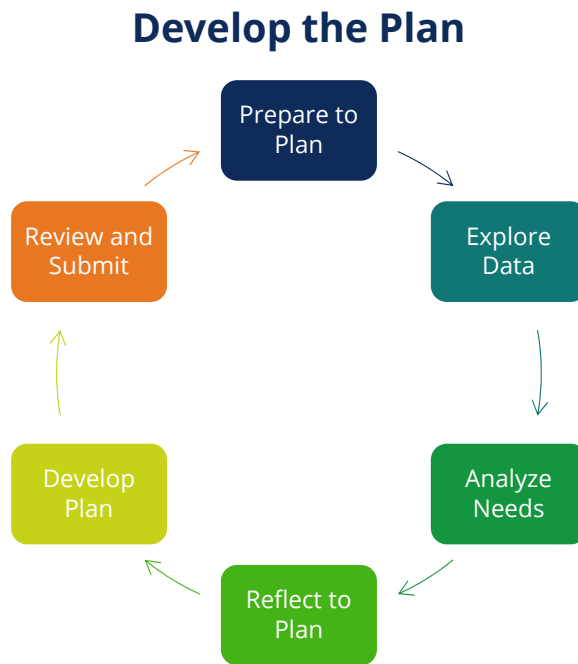 Develop the Plan
Prepare to
Plan
Explore
Data
Analyze
Needs
Reflect to
Plan
Develop
Plan
Review and
Submit